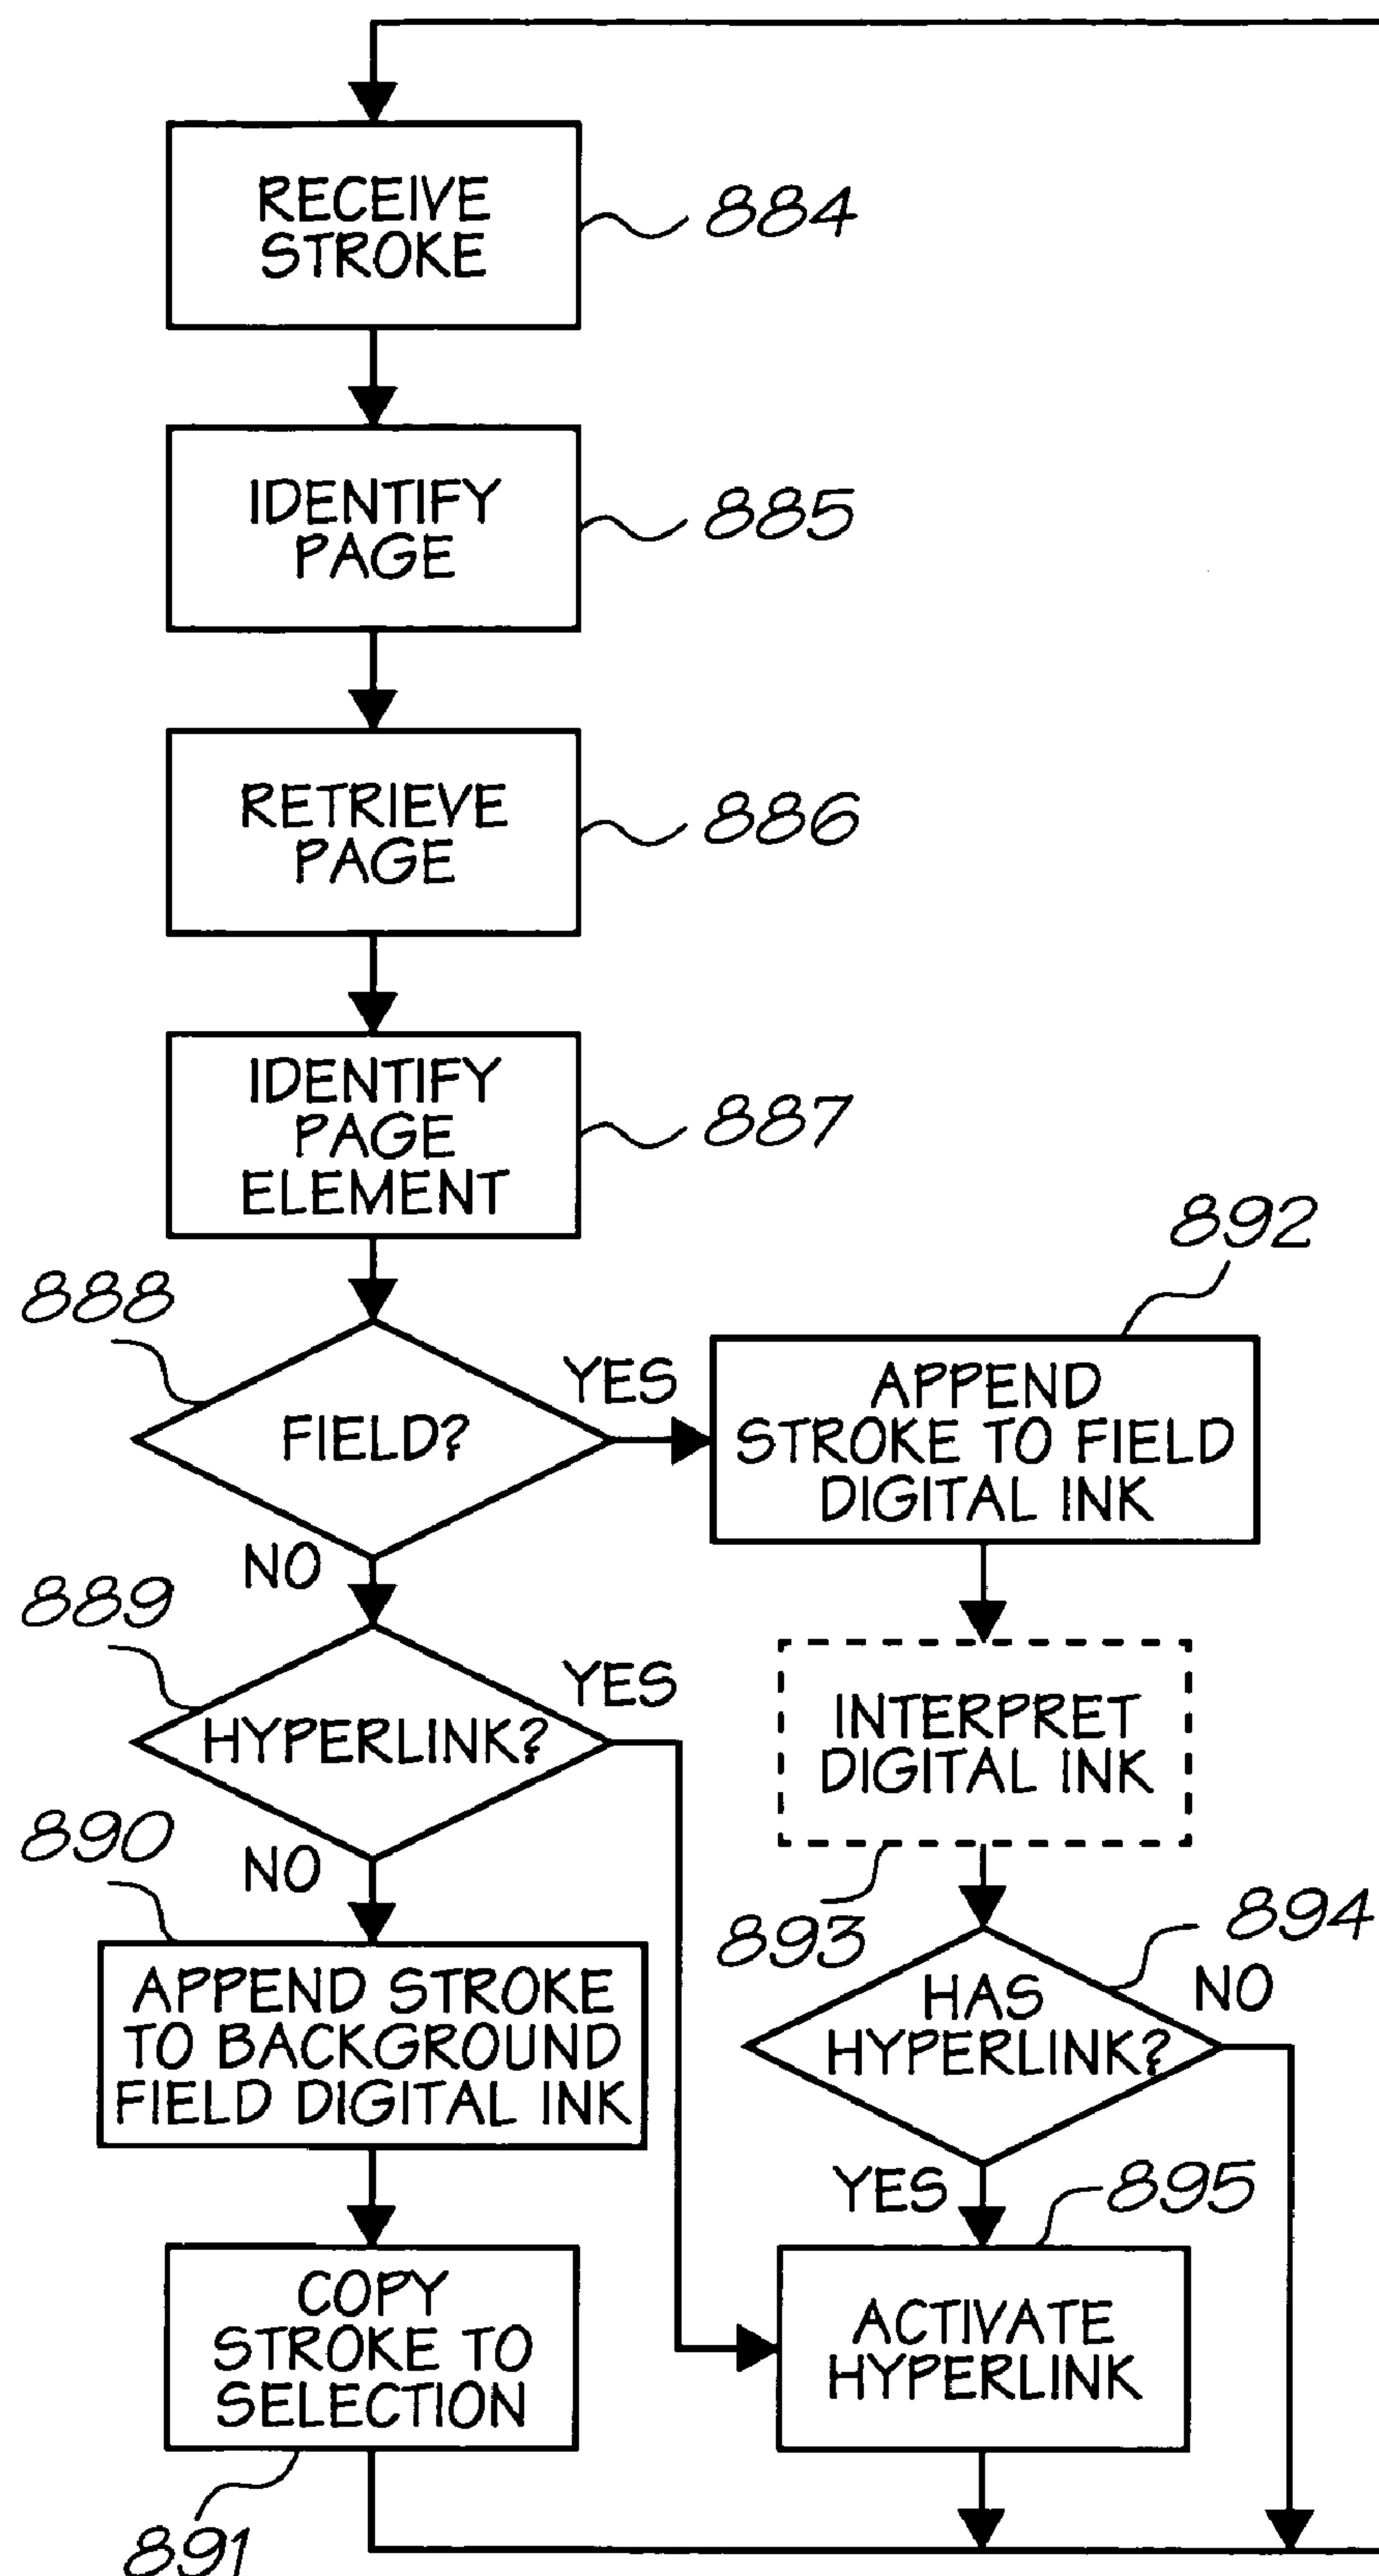 RECEIVE
STROKE
884
IDENTIFY
PAGE
885
RETRIEVE
PAGE
886
IDENTIFY
PAGE
ELEMENT
887
888
FIELD?
YES
NO
892
APPEND
STROKE TO FIELD
DIGITAL INK
889
HYPERLINK?
YES
NO
INTERPRET
DIGITAL INK
893
890
APPEND STROKE
TO BACKGROUND
FIELD DIGITAL INK
894
HAS
HYPERLINK?
NO
YES
895
COPY
STROKE TO
SELECTION
891
ACTIVATE
HYPERLINK